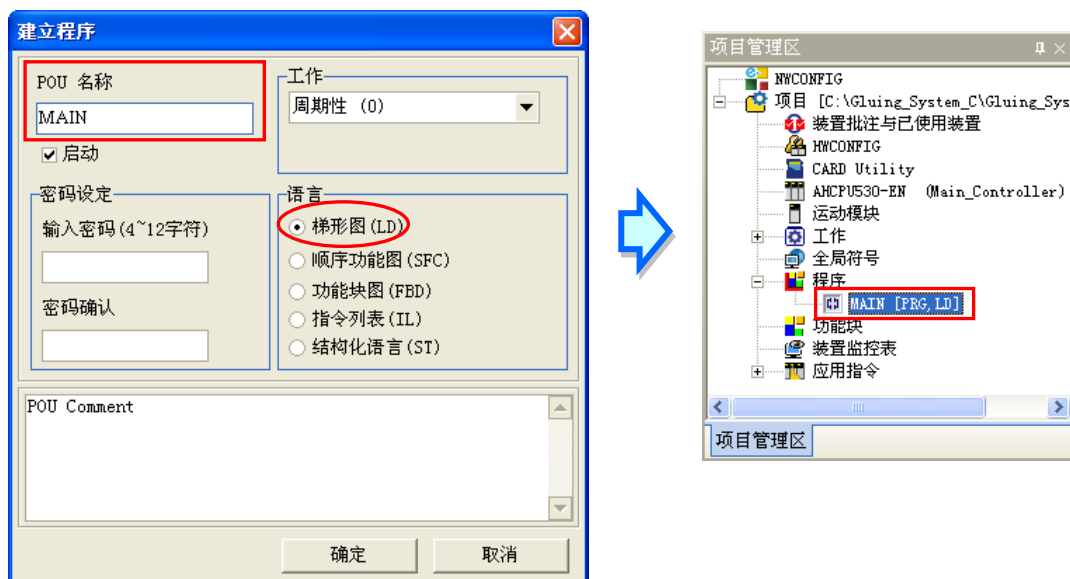 建立程序
POU 名称
MAIN
启动
工作
周期性 (0)
密码设定
输入密码(4~12字符)
密码确认
语言
梯形图(LD)
顺序功能图(SFC)
功能块图(FBD)
指令列表(IL)
结构化语言(ST)
POU Comment
确定
取消
项目管理区
NWCONFIG
项目 [C:\Gluing_System_C\Gluing_Sys
装置批注与已使用装置
HWCONFIG
CARD Utility
AHCPU530-EN (Main_Controller)
运动模块
工作
全局符号
程序
MAIN [PRG,LD]
功能块
装置监控表
应用指令
项目管理区